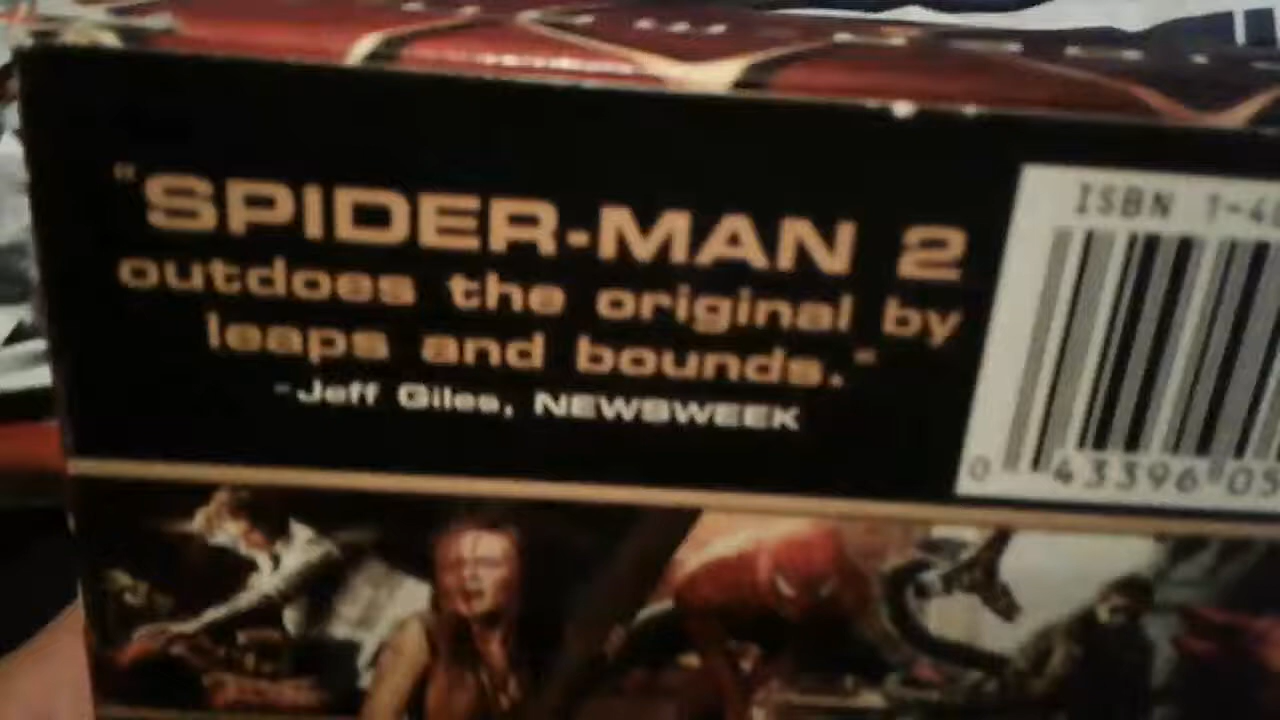 "SPIDER-MAN 2
outdoes the original by
leaps and bounds."
-Jeff Giles, NEWSWEEK
ISBN 1-4
0 43396 05